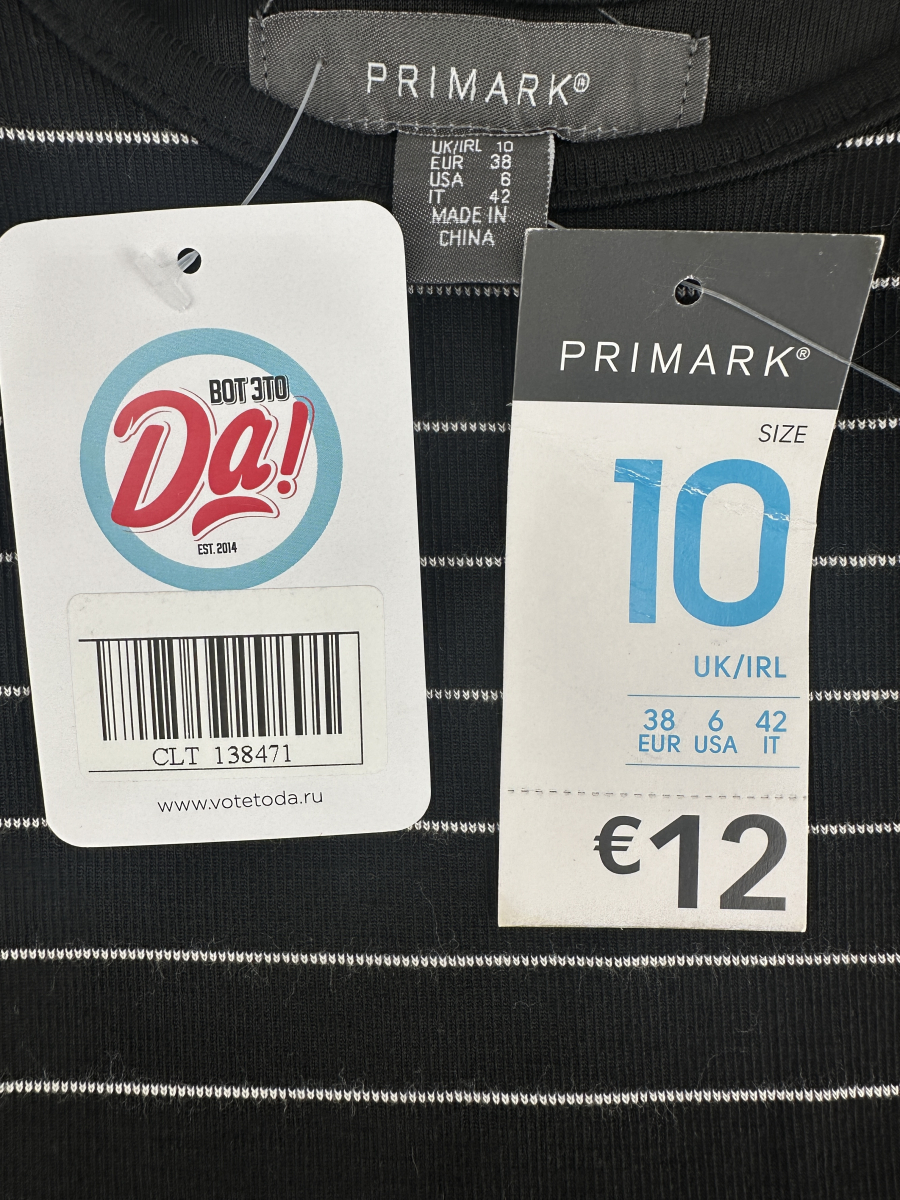 PRIMARK®
UK/IRL 10
EUR 38
USA 6
IT 42
MADE IN
CHINA
ВОТ ЭТО
Да!
EST. 2014
CLT 138471
www.votetoda.ru
PRIMARK®
SIZE
10
UK/IRL
38 6 42
EUR USA IT
€12